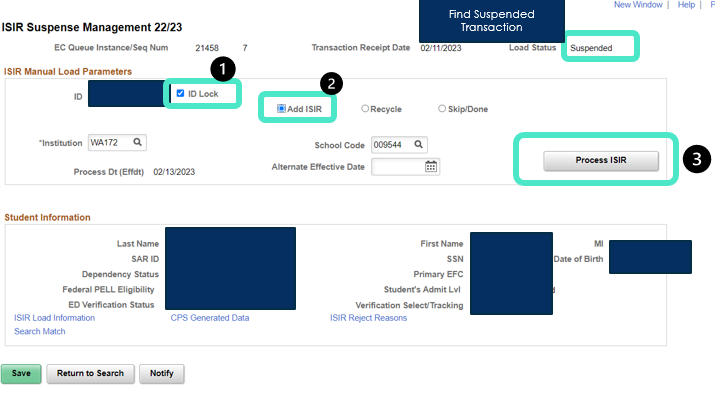 New Window | Help |
Find Suspended
Transaction
ISIR Suspense Management 22/23
EC Queue Instance/Seq Num 21458 7 Transaction Receipt Date 02/11/2023 Load Status Suspended
ISIR Manual Load Parameters
1 2
ID ID Lock Add ISIR Recycle Skip/Done
*Institution WA172 School Code 009544 Process ISIR 3
Process Dt (Effdt) 02/13/2023 Alternate Effective Date
Student Information
Last Name First Name MI
SAR ID SSN Date of Birth
Dependency Status Primary EFC
Federal PELL Eligibility Student's Admit Lvl
ED Verification Status Verification Select/Tracking
ISIR Load Information CPS Generated Data ISIR Reject Reasons
Search Match
Save Return to Search Notify